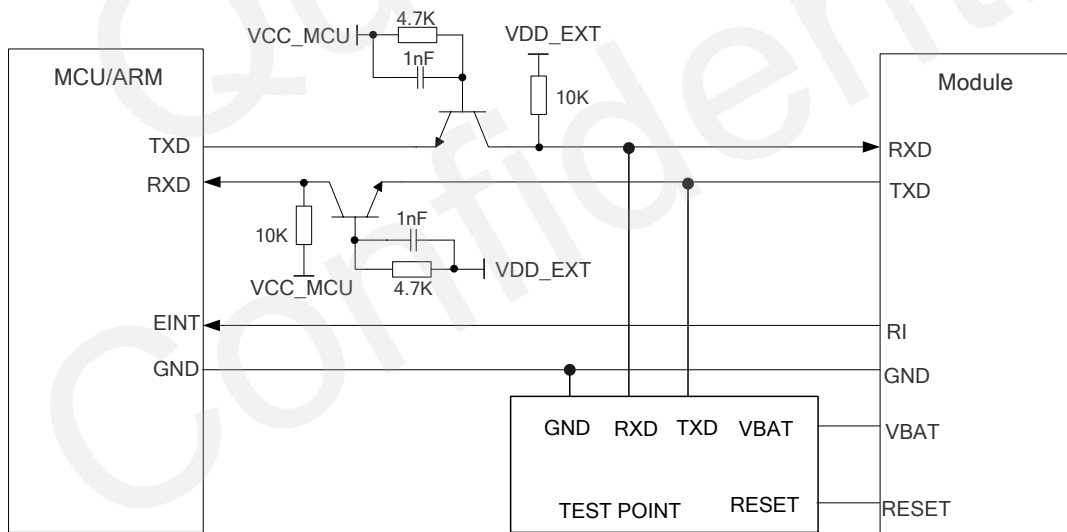 4.7K
VCC_MCU
1nF
VDD_EXT
10K
MCU/ARM
Module
TXD
RXD
RXD
TXD
1nF
10K
4.7K
VDD_EXT
VCC_MCU
EINT
RI
GND
GND
GND RXD TXD VBAT
VBAT
TEST POINT
RESET
RESET
Confident